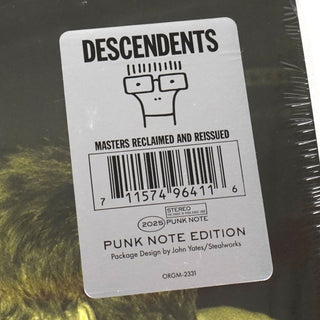 DESCENDENTS
MASTERS RECLAIMED AND REISSUED
7 11574 96411 6
STEREO
2025 PUNK NOTE
PUNK NOTE EDITION
Package Design by John Yates/Stealworks
ORGM-2331